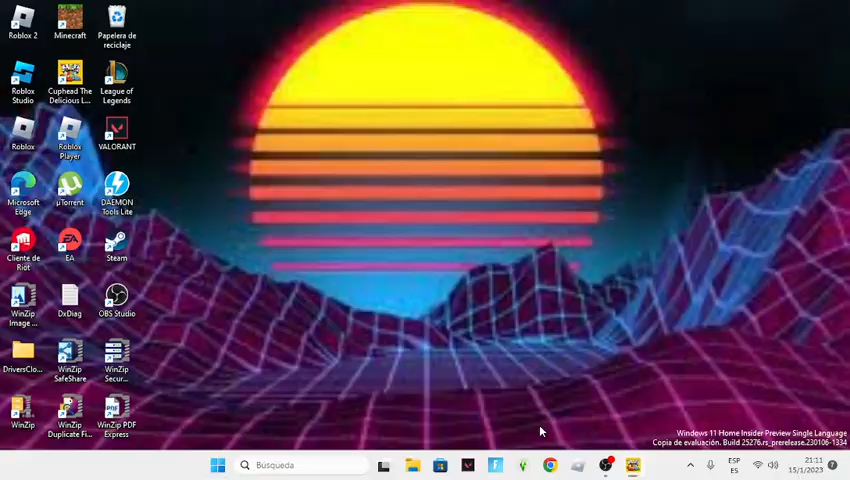 Roblox 2
Minecraft
Papelera de
reciclaje
Roblox
Studio
Cuphead The
Delicious L...
League of
Legends
Roblox
Roblox
Player
VALORANT
Microsoft
Edge
µTorrent
DAEMON
Tools Lite
Cliente de
Riot
EA
Steam
WinZip
Image ...
DxDiag
OBS Studio
DriversClo...
WinZip
SafeShare
WinZip
Secur...
WinZip
WinZip
Duplicate Fi...
WinZip PDF
Express
Windows 11 Home Insider Preview Single Language
Copia de evaluación. Build 25276.rs_prerelease.230106-1334
Búsqueda
ESP
ES
21:11
15/1/2023